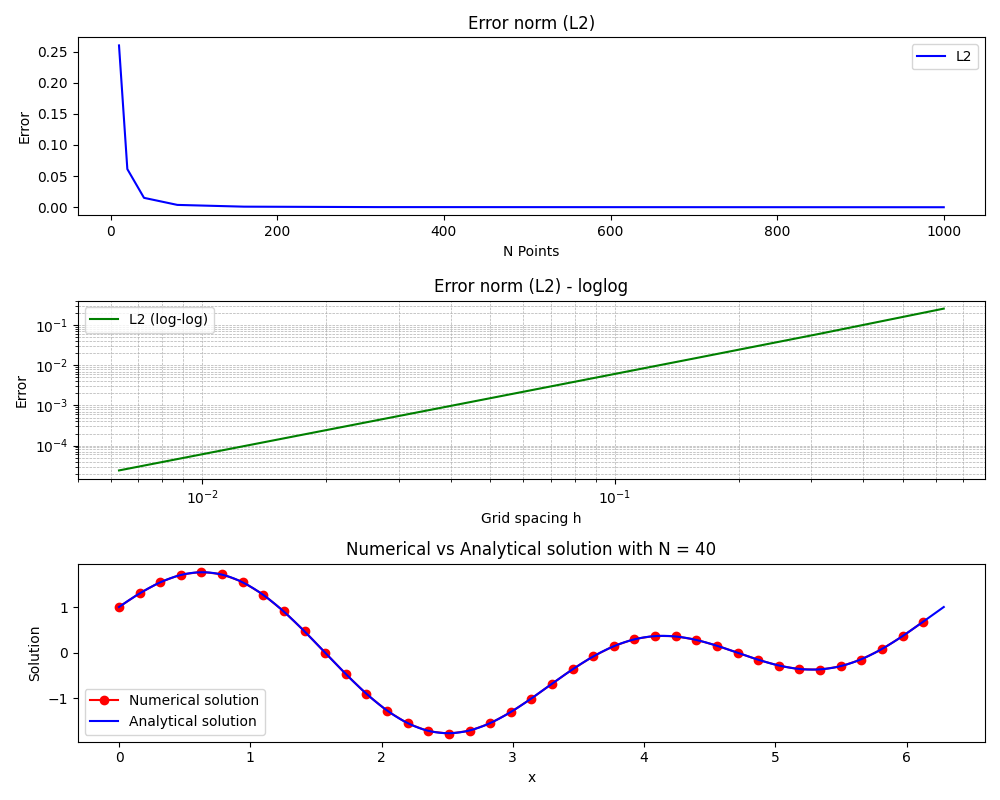 Error norm (L2)
Error
0.25
0.20
0.15
0.10
0.05
0.00
L2
0 200 400 600 800 1000
N Points
Error norm (L2) - loglog
Error
10⁻¹
10⁻²
10⁻³
10⁻⁴
L2 (log-log)
10⁻² 10⁻¹
Grid spacing h
Numerical vs Analytical solution with N = 40
Solution
1
0
−1
Numerical solution
Analytical solution
0 1 2 3 4 5 6
x